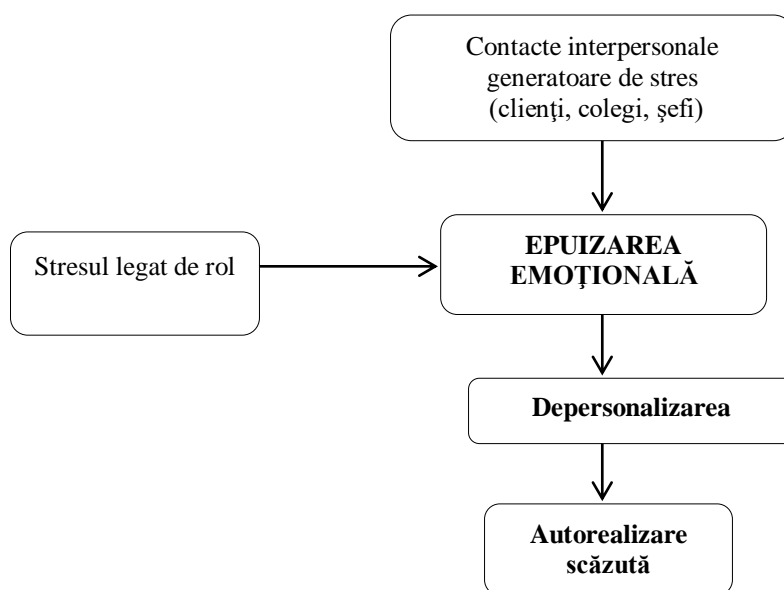 Contacte interpersonale
generatoare de stres
(clienţi, colegi, şefi)
Stresul legat de rol
EPUIZAREA
EMOŢIONALĂ
Depersonalizarea
Autorealizare
scăzută